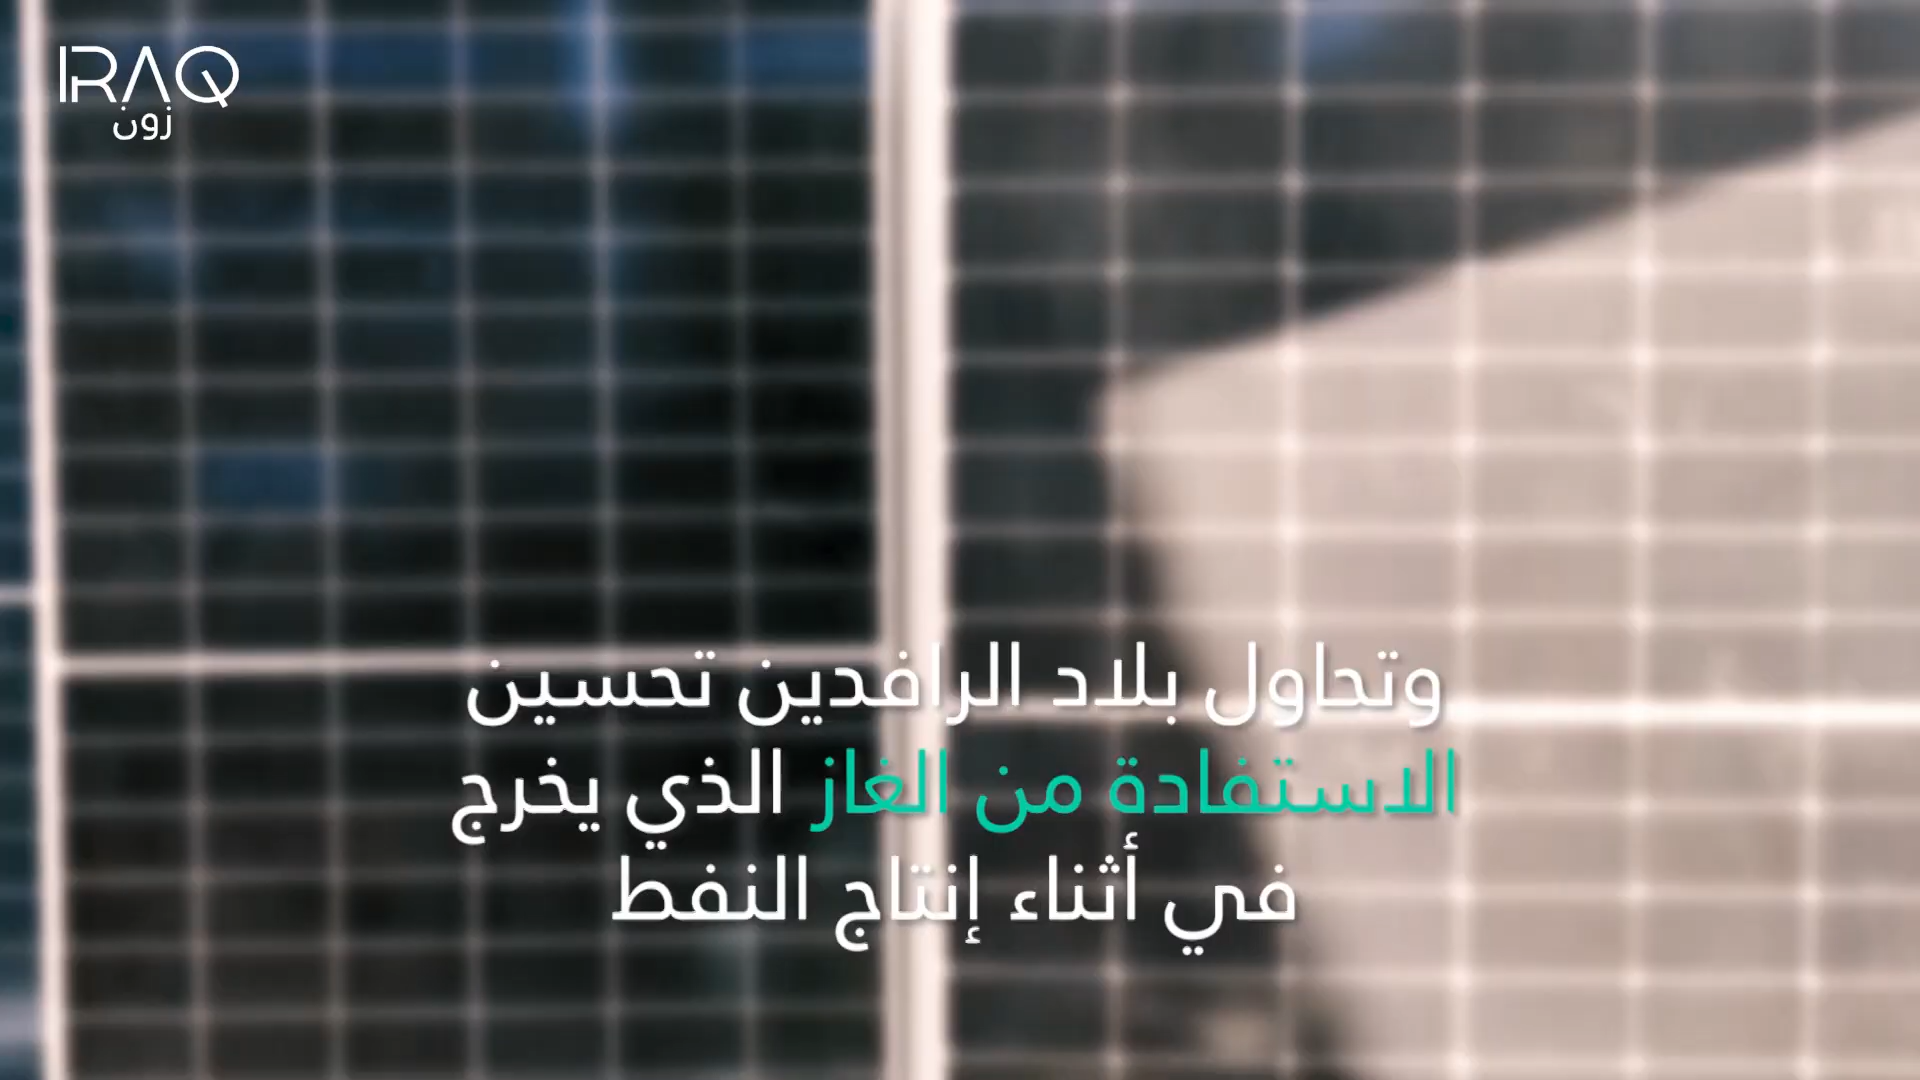 IRAQ
زون
وتحاول بلاد الرافدين تحسين
الاستفادة من الغاز الذي يخرج
في أثناء إنتاج النفط